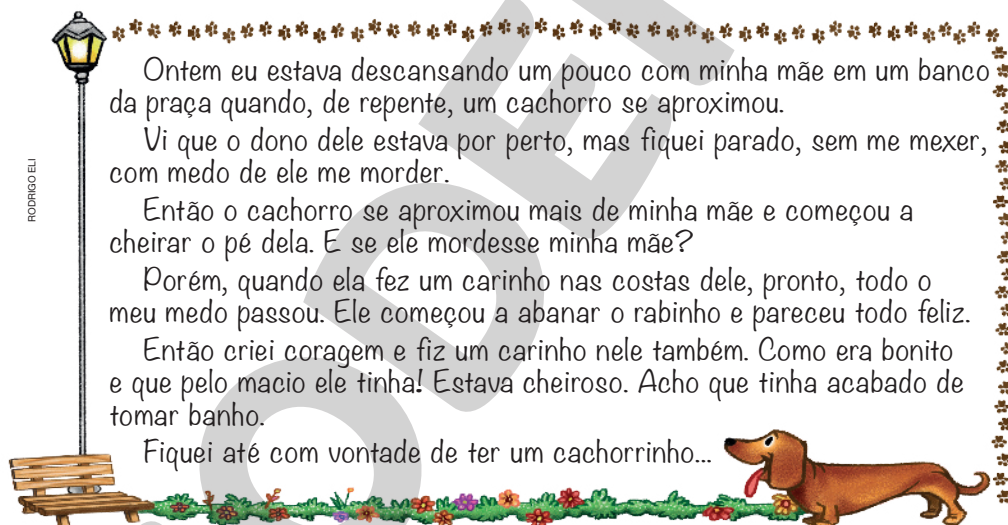 RODRIGO ELI
Ontem eu estava descansando um pouco com minha mãe em um banco
da praça quando, de repente, um cachorro se aproximou.
Vi que o dono dele estava por perto, mas fiquei parado, sem me mexer,
com medo de ele me morder.
Então o cachorro se aproximou mais de minha mãe e começou a
cheirar o pé dela. E se ele mordesse minha mãe?
Porém, quando ela fez um carinho nas costas dele, pronto, todo o
meu medo passou. Ele começou a abanar o rabinho e pareceu todo feliz.
Então criei coragem e fiz um carinho nele também. Como era bonito
e que pelo macio ele tinha! Estava cheiroso. Acho que tinha acabado de
tomar banho.
Fiquei até com vontade de ter um cachorrinho...